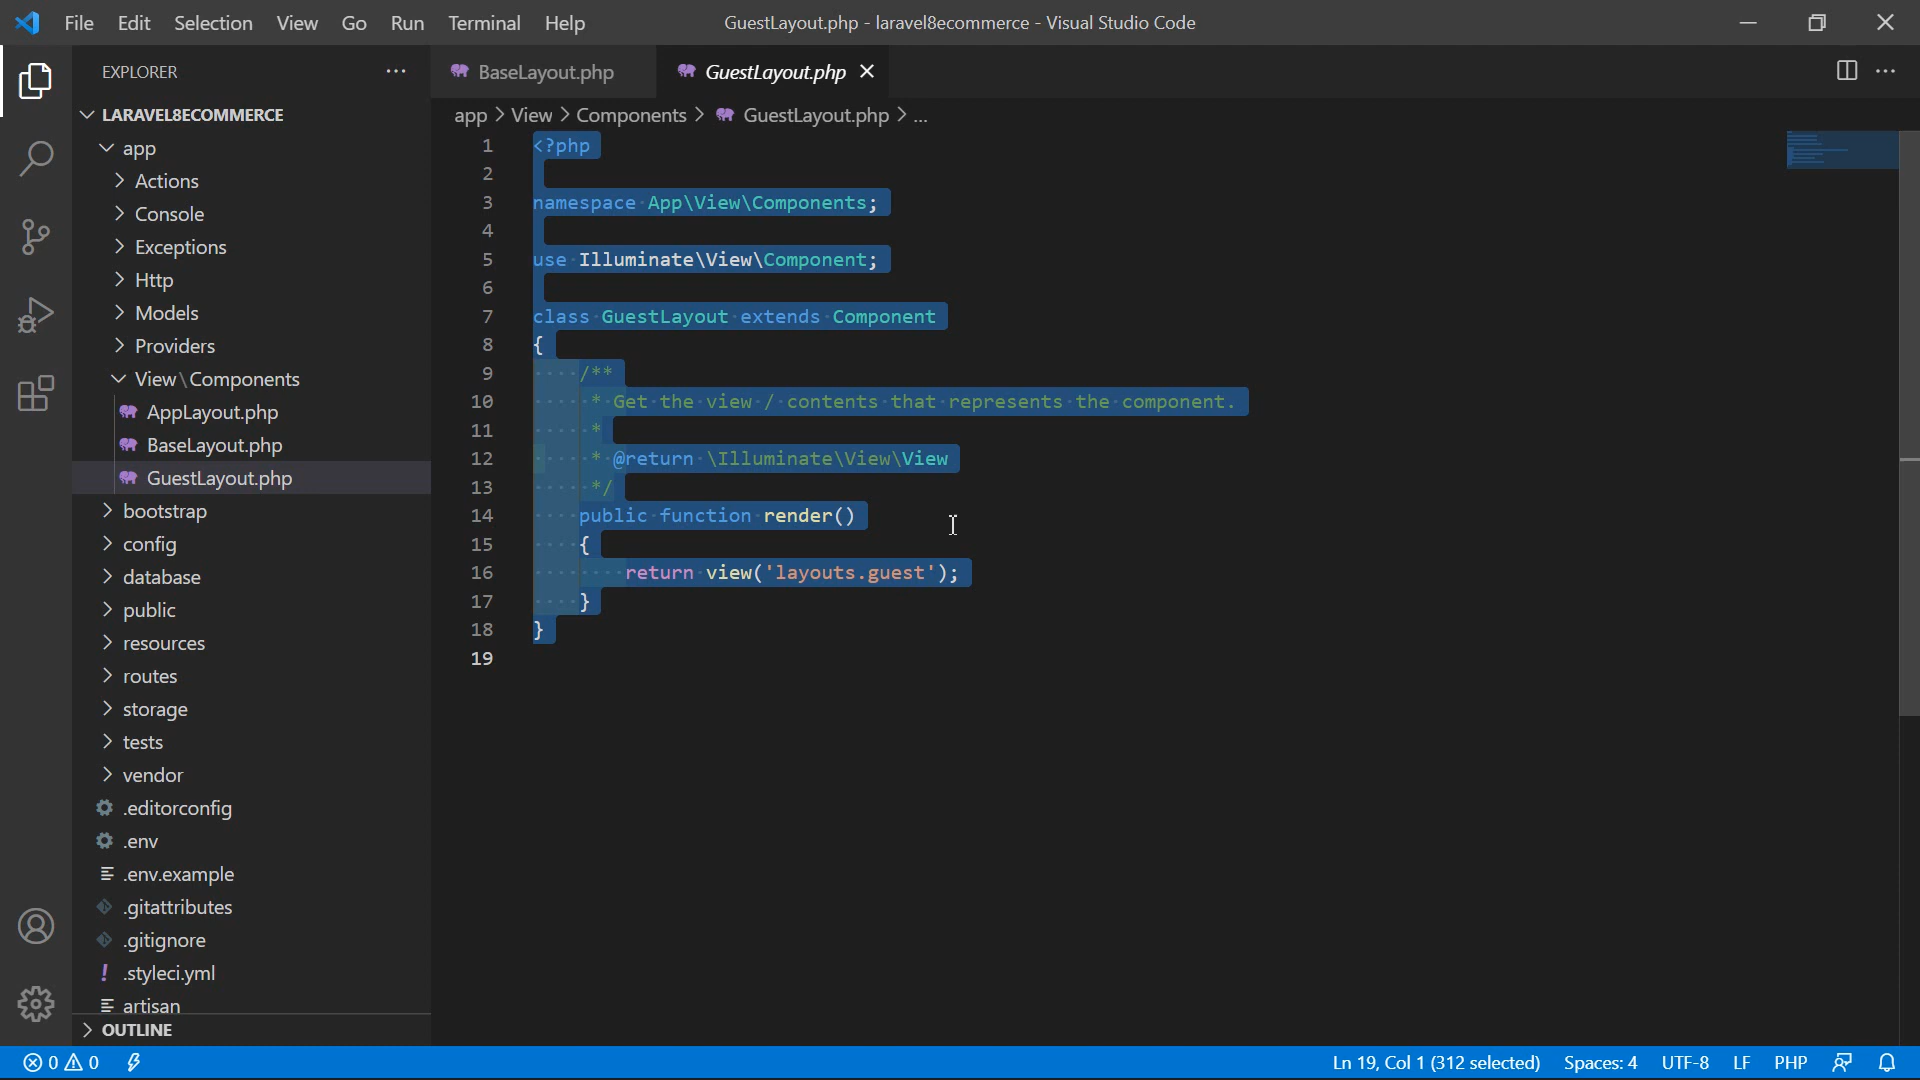 File Edit Selection View Go Run Terminal Help
GuestLayout.php - laravel8ecommerce - Visual Studio Code
EXPLORER
LARAVEL8ECOMMERCE
app
Actions
Console
Exceptions
Http
Models
Providers
View\Components
AppLayout.php
BaseLayout.php
GuestLayout.php
bootstrap
config
database
public
resources
routes
storage
tests
vendor
.editorconfig
.env
.env.example
.gitattributes
.gitignore
.styleci.yml
artisan
OUTLINE
BaseLayout.php GuestLayout.php
app > View > Components > GuestLayout.php > ...
1 <?php
2
3 namespace App\View\Components;
4
5 use Illuminate\View\Component;
6
7 class GuestLayout extends Component
8 {
9     /**
10      * Get the view / contents that represents the component.
11      *
12      * @return \Illuminate\View\View
13      */
14     public function render()
15     {
16         return view('layouts.guest');
17     }
18 }
19
0 0
Ln 19, Col 1 (312 selected) Spaces: 4 UTF-8 LF PHP